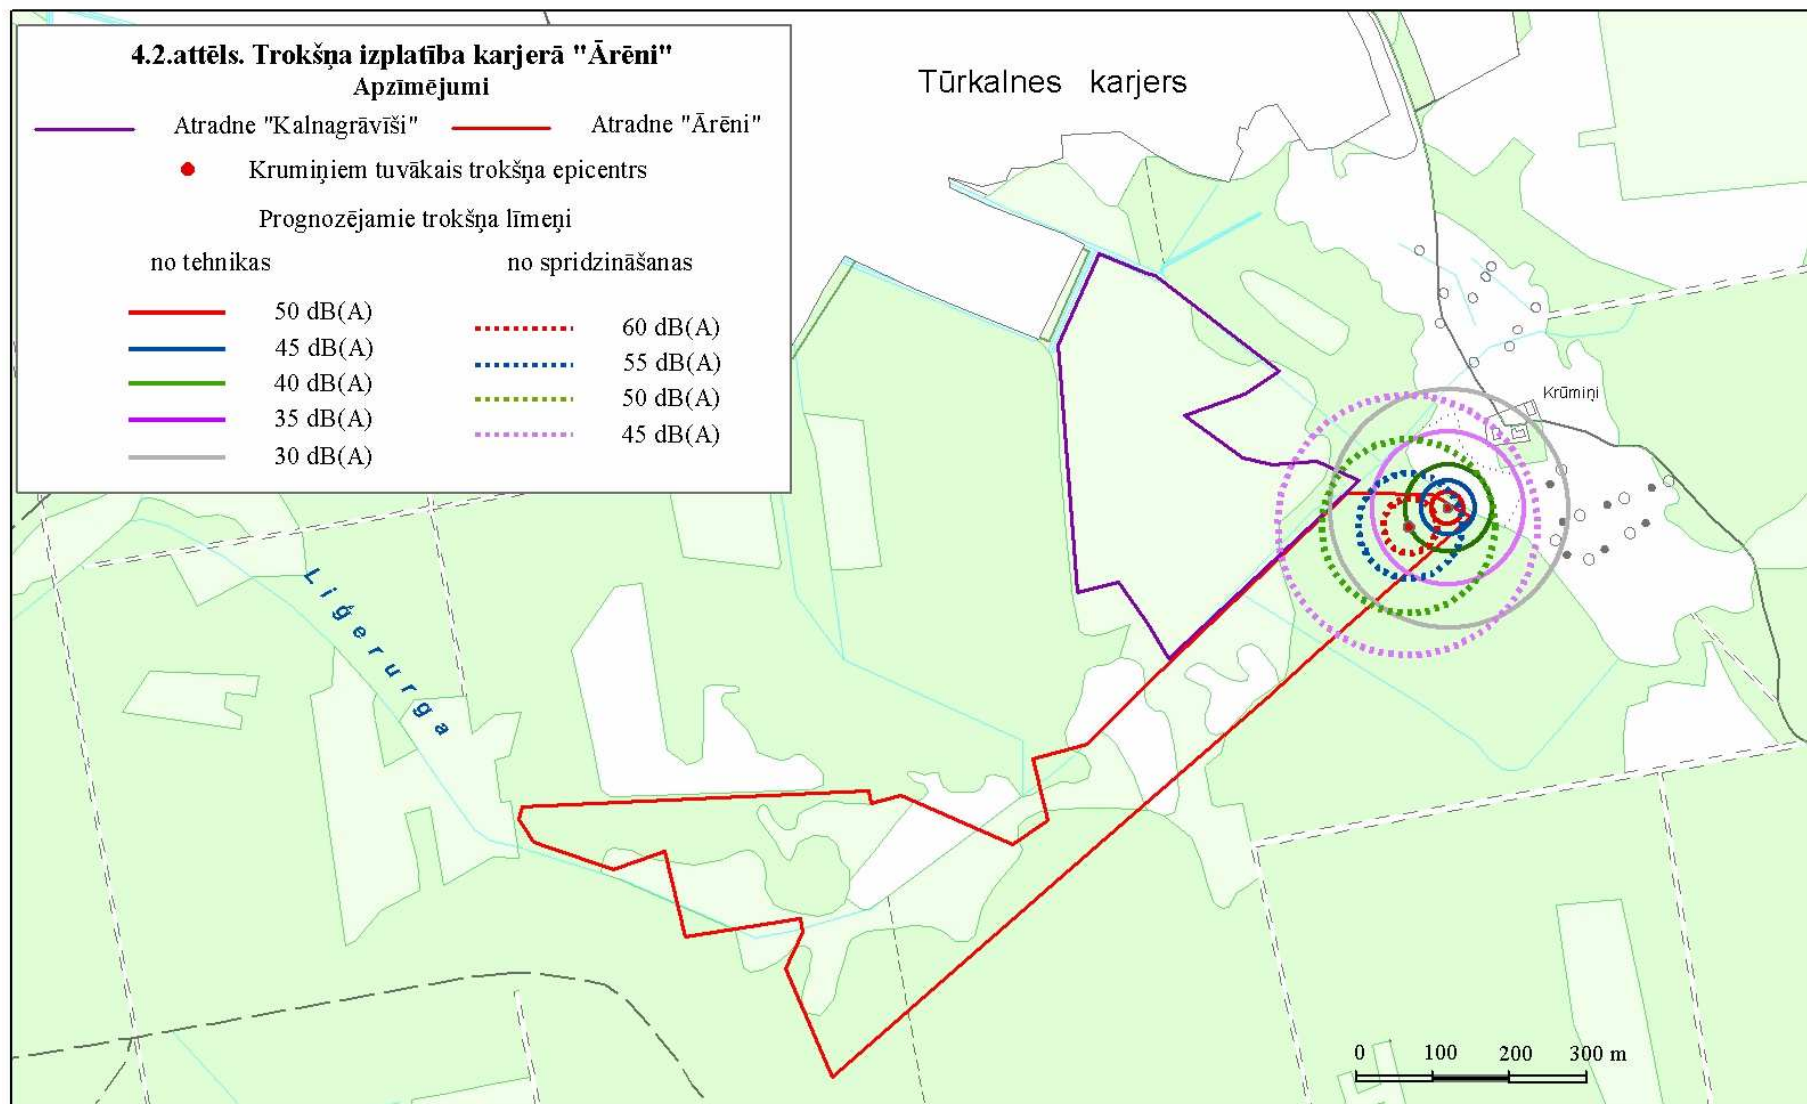 4.2.attēls. Trokšņa izplatība karjerā "Ārēni"
Apzīmējumi
Atradne "Kalnagrāvīši" Atradne "Ārēni"
Krumiņiem tuvākais trokšņa epicentrs
Prognozējamie trokšņa līmeņi
no tehnikas no spridzināšanas
50 dB(A)
45 dB(A)
40 dB(A)
35 dB(A)
30 dB(A)
60 dB(A)
55 dB(A)
50 dB(A)
45 dB(A)
Tūrkalnes karjers
Krūmiņi
Liģerurga
0 100 200 300 m